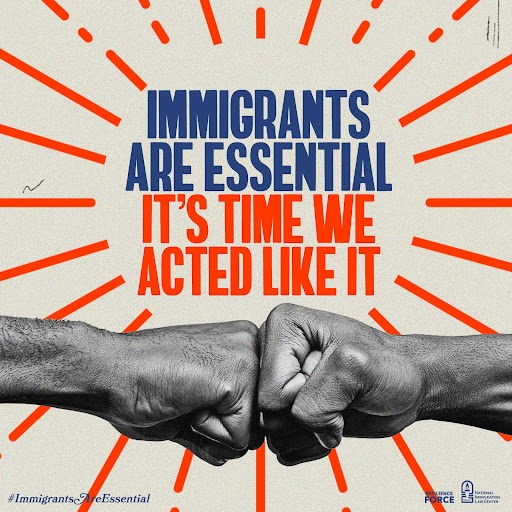 IMMIGRANTS
ARE ESSENTIAL
IT'S TIME WE
ACTED LIKE IT
#ImmigrantsAreEssential
RESILIENCE
FORCE
NATIONAL
IMMIGRATION
LAW CENTER